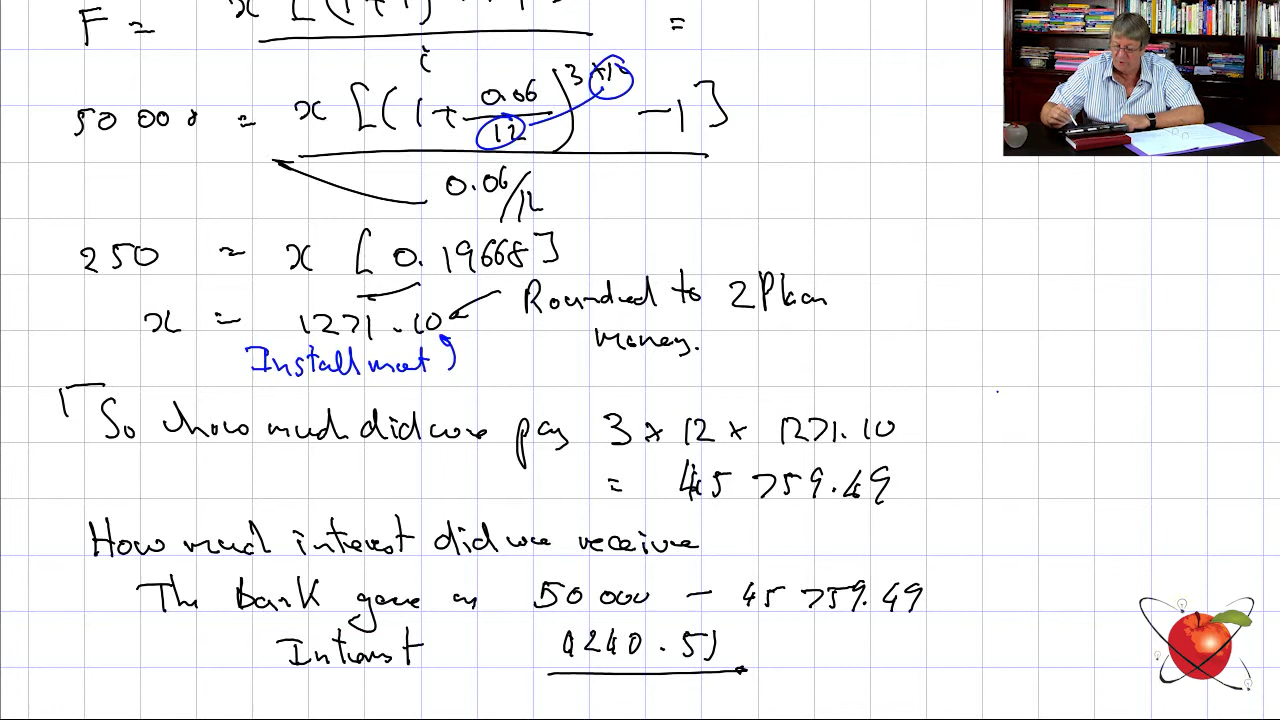 F =
=
i
50 000 = x [(1 + 0.06/12)^3×12 - 1]
0.06/12
250 = x [0.19668]
x = 1271.10 Rounded to 2 Places
money.
Installment
So how much did we pay 3 × 12 × 1271.10
= 45 759.49
How much interest did we receive
The bank gave us 50 000 - 45 759.49
Interest 4240.51